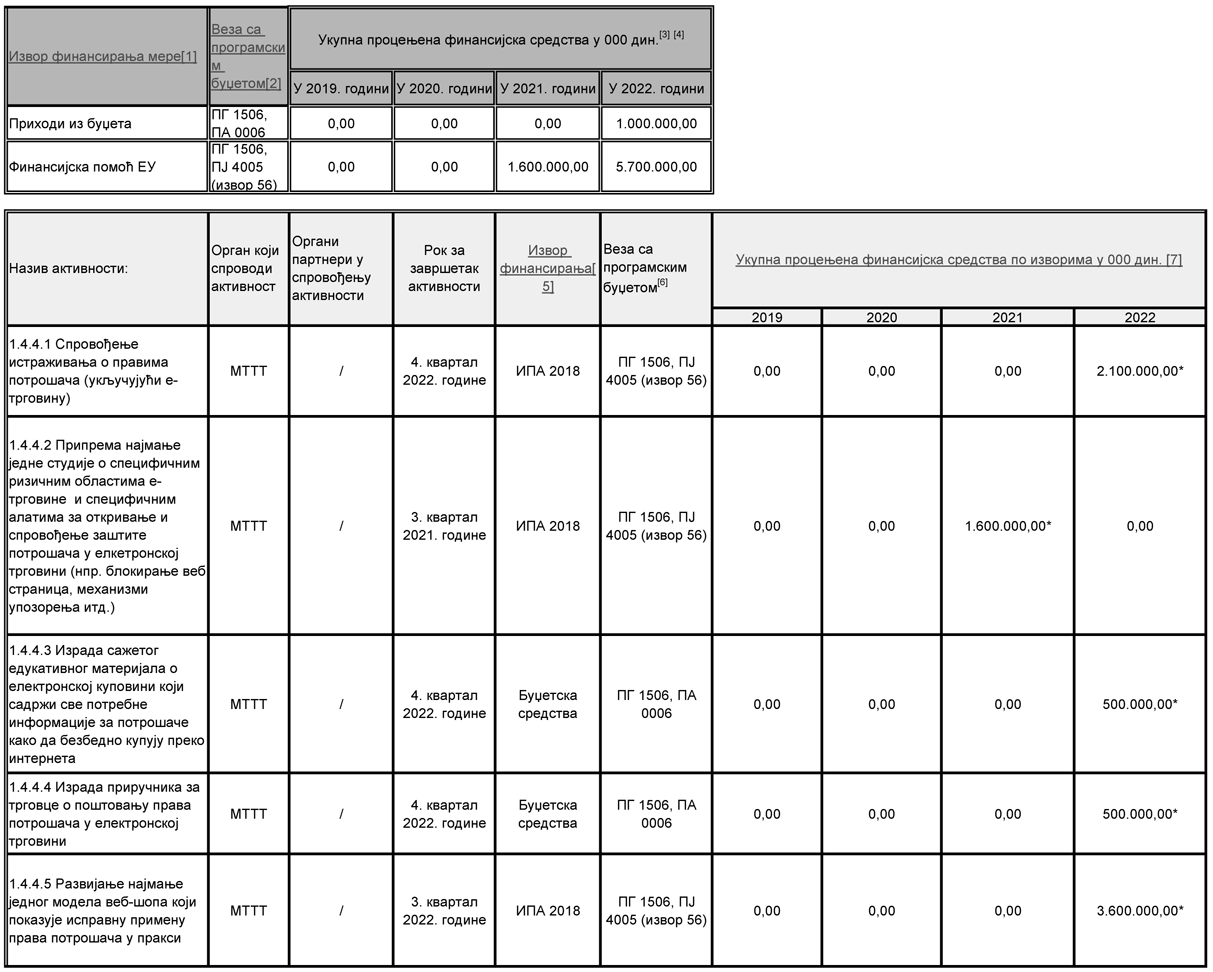 Извор финансирања мере[1]
Веза са
програмски
м
буџетом[2]
Укупна процењена финансијска средства у 000 дин.[3] [4]
У 2019. години
У 2020. години
У 2021. години
У 2022. години
Приходи из буџета
ПГ 1506,
ПА 0006
0,00
0,00
0,00
1.000.000,00
Финансијска помоћ ЕУ
ПГ 1506,
ПЈ 4005
(извор 56)
0,00
0,00
1.600.000,00
5.700.000,00
Назив активности:
Орган који
спроводи
активност
Органи
партнери у
спровођењу
активности
Рок за
завршетак
активности
Извор
финансирања[
5]
Веза са
програмским
буџетом[6]
Укупна процењена финансијска средства по изворима у 000 дин. [7]
2019
2020
2021
2022
1.4.4.1 Спровођење
истраживања о правима
потрошача (укључујући е-
трговину)
МТТТ
/
4. квартал
2022. године
ИПА 2018
ПГ 1506, ПЈ
4005 (извор 56)
0,00
0,00
0,00
2.100.000,00*
1.4.4.2 Припрема најмање
једне студије о специфичним
ризичним областима е-
трговине  и специфичним
алатима за откривање и
спровођење заштите
потрошача у елкетронској
трговини (нпр. блокирање веб
страница, механизми
упозорења итд.)
МТТТ
/
3. квартал
2021. године
ИПА 2018
ПГ 1506, ПЈ
4005 (извор 56)
0,00
0,00
1.600.000,00*
0,00
1.4.4.3 Израда сажетог
едукативног материјала о
електронској куповини који
садржи све потребне
информације за потрошаче
како да безбедно купују преко
интернета
МТТТ
/
4. квартал
2022. године
Буџетска
средства
ПГ 1506, ПА
0006
0,00
0,00
0,00
500.000,00*
1.4.4.4 Израда приручника за
трговце о поштовању права
потрошача у електронској
трговини
МТТТ
/
4. квартал
2022. године
Буџетска
средства
ПГ 1506, ПА
0006
0,00
0,00
0,00
500.000,00*
1.4.4.5 Развијање најмање
једног модела веб-шопа који
показује исправну примену
права потрошача у пракси
МТТТ
/
3. квартал
2022. године
ИПА 2018
ПГ 1506, ПЈ
4005 (извор 56)
0,00
0,00
0,00
3.600.000,00*